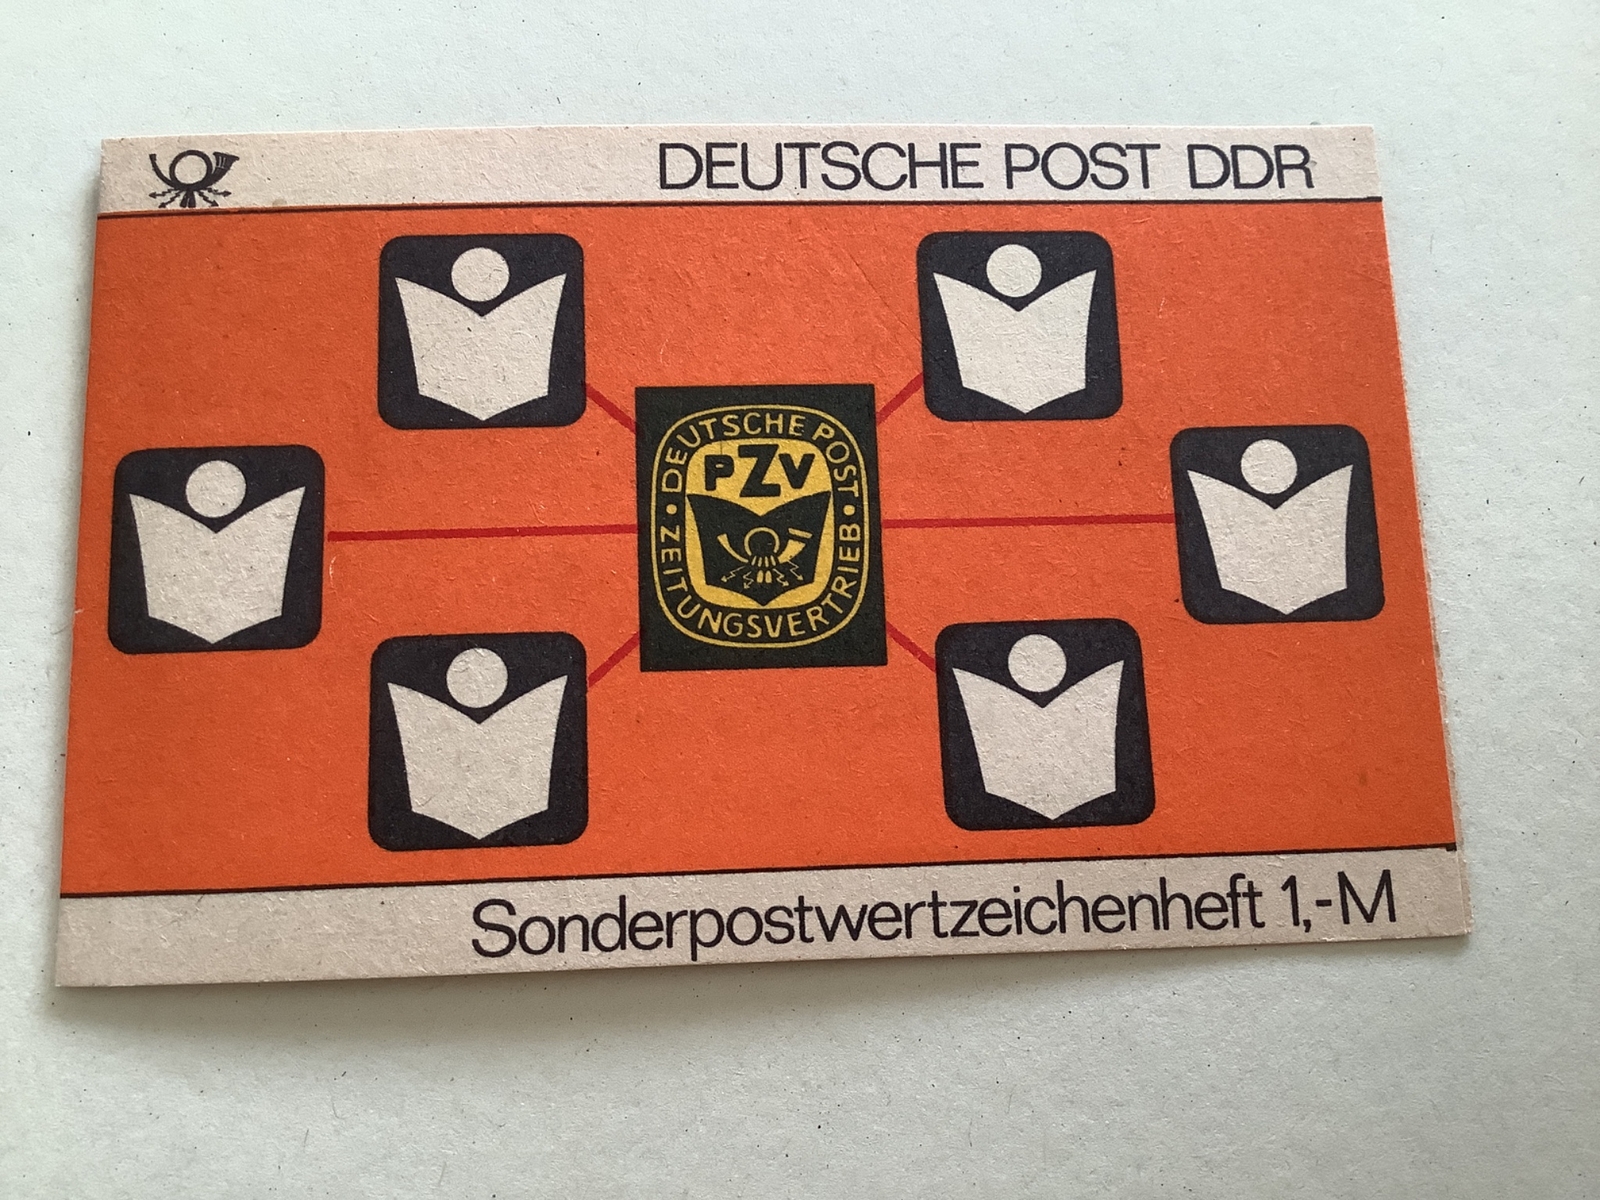 DEUTSCHE POST DDR
DEUTSCHE POST
PZV
• ZEITUNGSVERTRIEB •
Sonderpostwertzeichenheft 1,-M